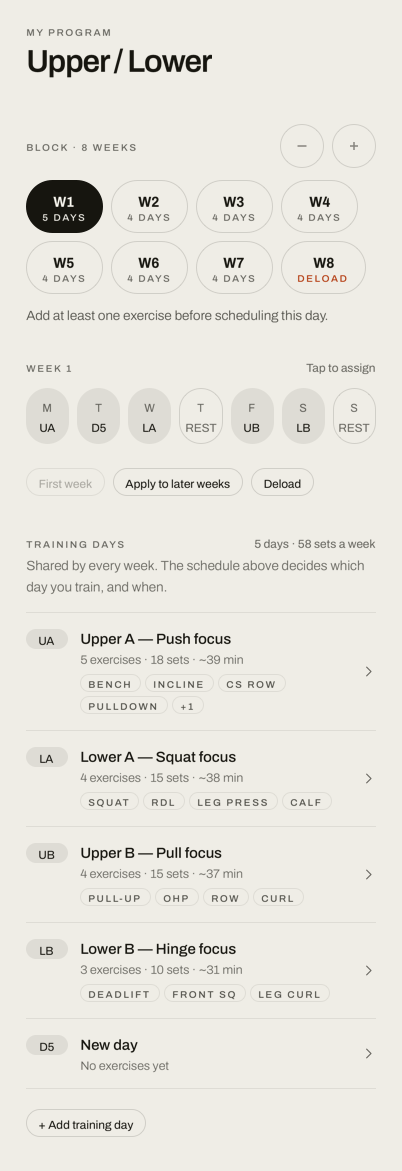 MY PROGRAM
Upper / Lower
BLOCK · 8 WEEKS
− +
W1 W2 W3 W4
5 DAYS 4 DAYS 4 DAYS 4 DAYS
W5 W6 W7 W8
4 DAYS 4 DAYS 4 DAYS DELOAD
Add at least one exercise before scheduling this day.
WEEK 1 Tap to assign
M T W T F S S
UA D5 LA REST UB LB REST
First week Apply to later weeks Deload
TRAINING DAYS 5 days · 58 sets a week
Shared by every week. The schedule above decides which
day you train, and when.
UA Upper A — Push focus
5 exercises · 18 sets · ~39 min
BENCH INCLINE CS ROW
PULLDOWN +1
LA Lower A — Squat focus
4 exercises · 15 sets · ~38 min
SQUAT RDL LEG PRESS CALF
UB Upper B — Pull focus
4 exercises · 15 sets · ~37 min
PULL-UP OHP ROW CURL
LB Lower B — Hinge focus
3 exercises · 10 sets · ~31 min
DEADLIFT FRONT SQ LEG CURL
D5 New day
No exercises yet
+ Add training day